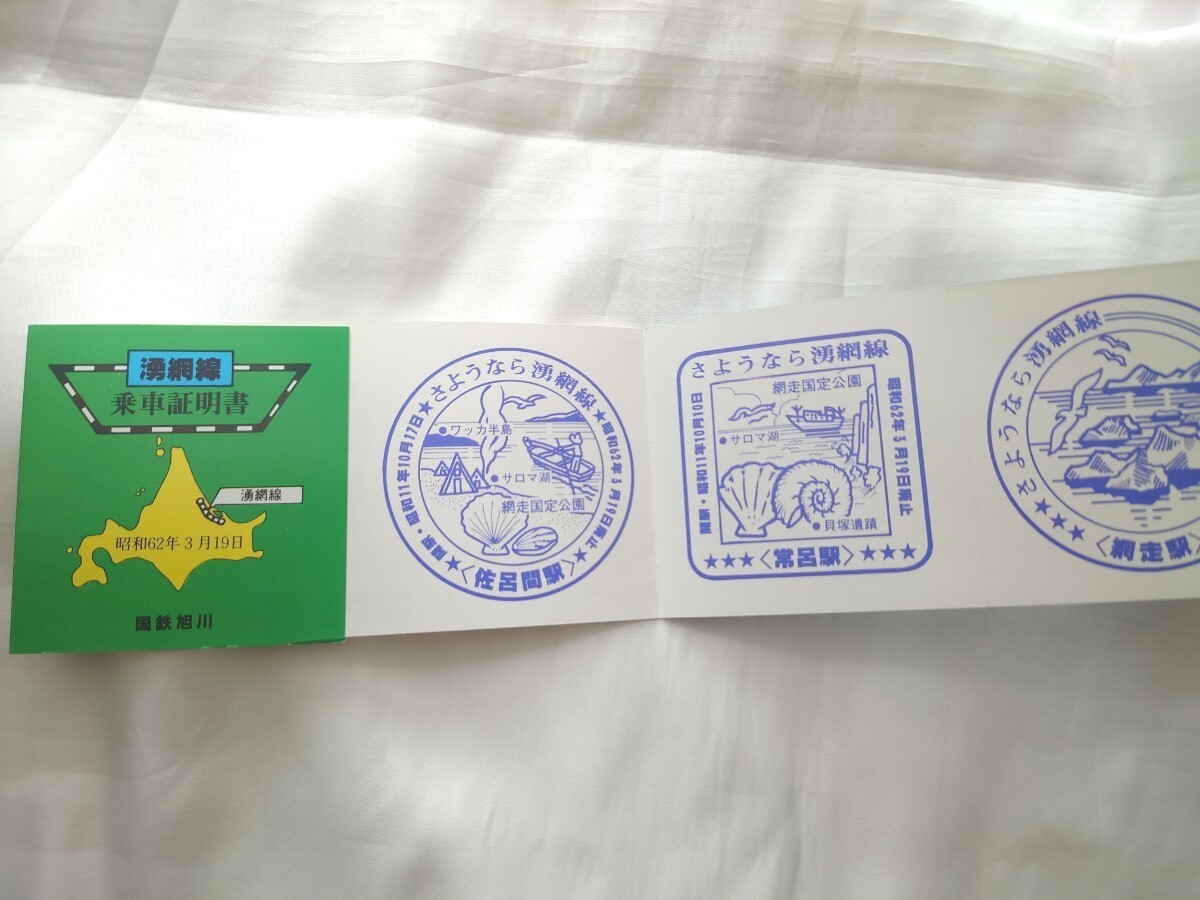 湧網線
乗車証明書
湧網線
昭和62年3月19日
国鉄旭川
★さようなら湧網線★
開駅・昭和11年10月17日
昭和62年3月19日廃止
ワッカ半島
サロマ湖
網走国定公園
★〈佐呂間駅〉★
さようなら湧網線
開駅・昭和11年10月10日
昭和62年3月19日廃止
網走国定公園
サロマ湖
貝塚遺蹟
★★★〈常呂駅〉★★★
★さようなら湧網線
★★★〈網走駅〉